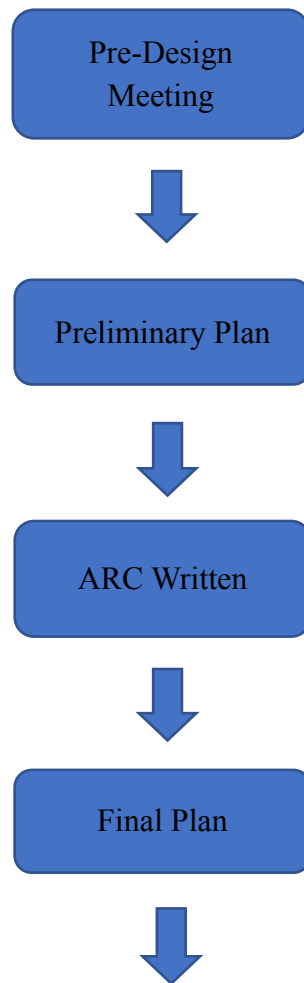 Pre-Design
Meeting
Preliminary Plan
ARC Written
Final Plan